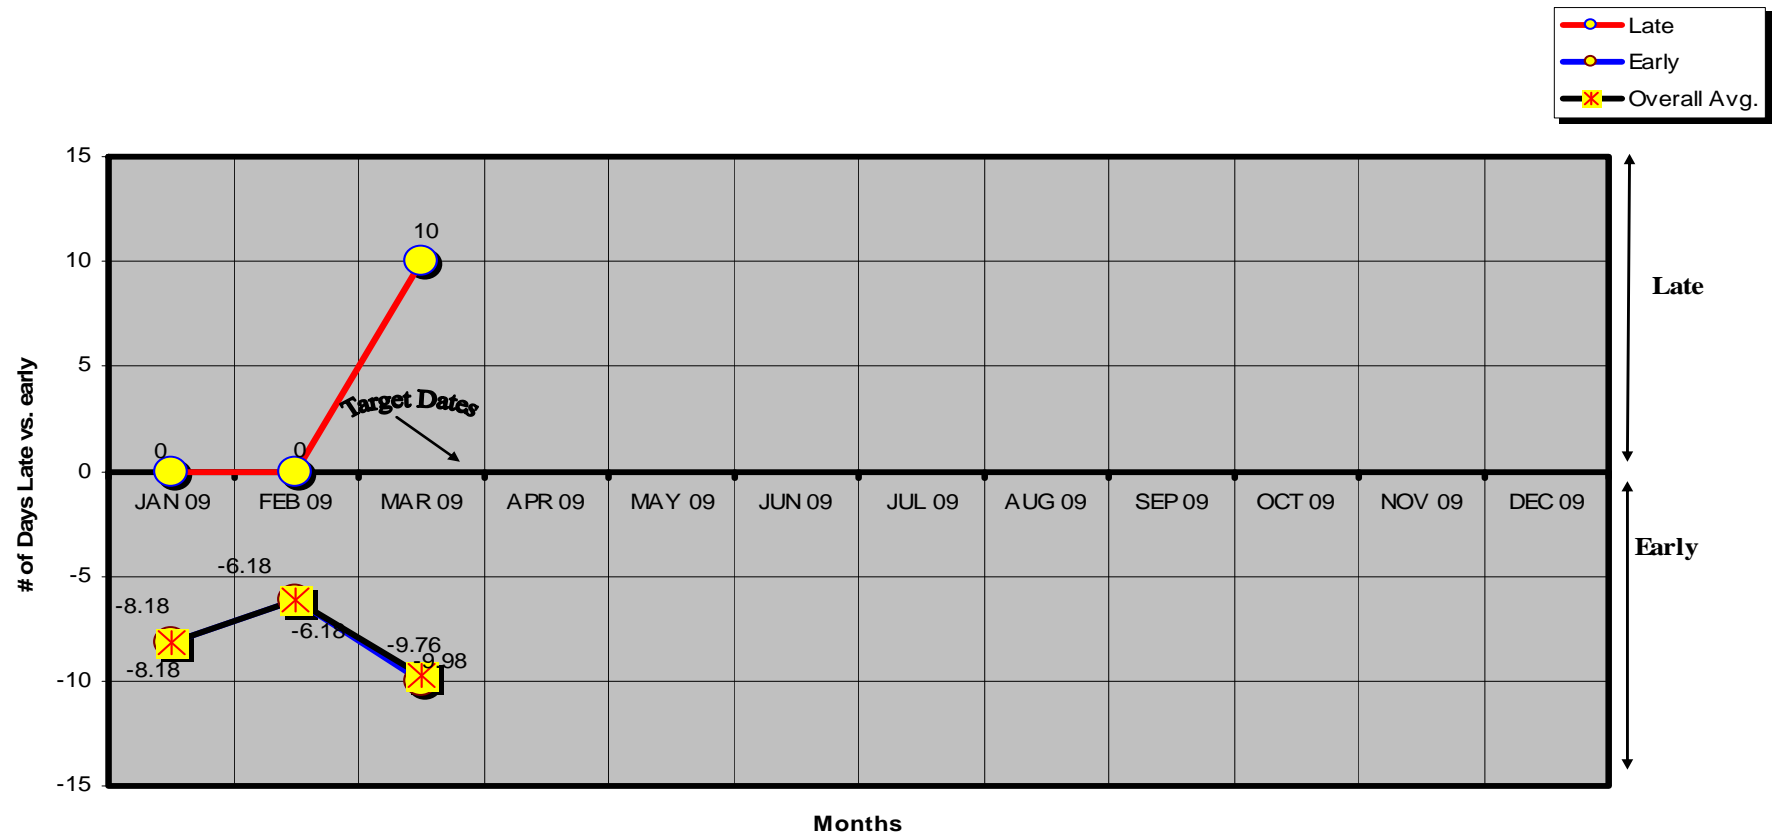 Late
Early
Overall Avg.
15
10
5
0
-5
-10
-15
# of Days Late vs. early
10
Target Dates
0
0
JAN 09 FEB 09 MAR 09 APR 09 MAY 09 JUN 09 JUL 09 AUG 09 SEP 09 OCT 09 NOV 09 DEC 09
-6.18
-8.18
-6.18
-9.76
-9.98
-8.18
Late
Early
Months